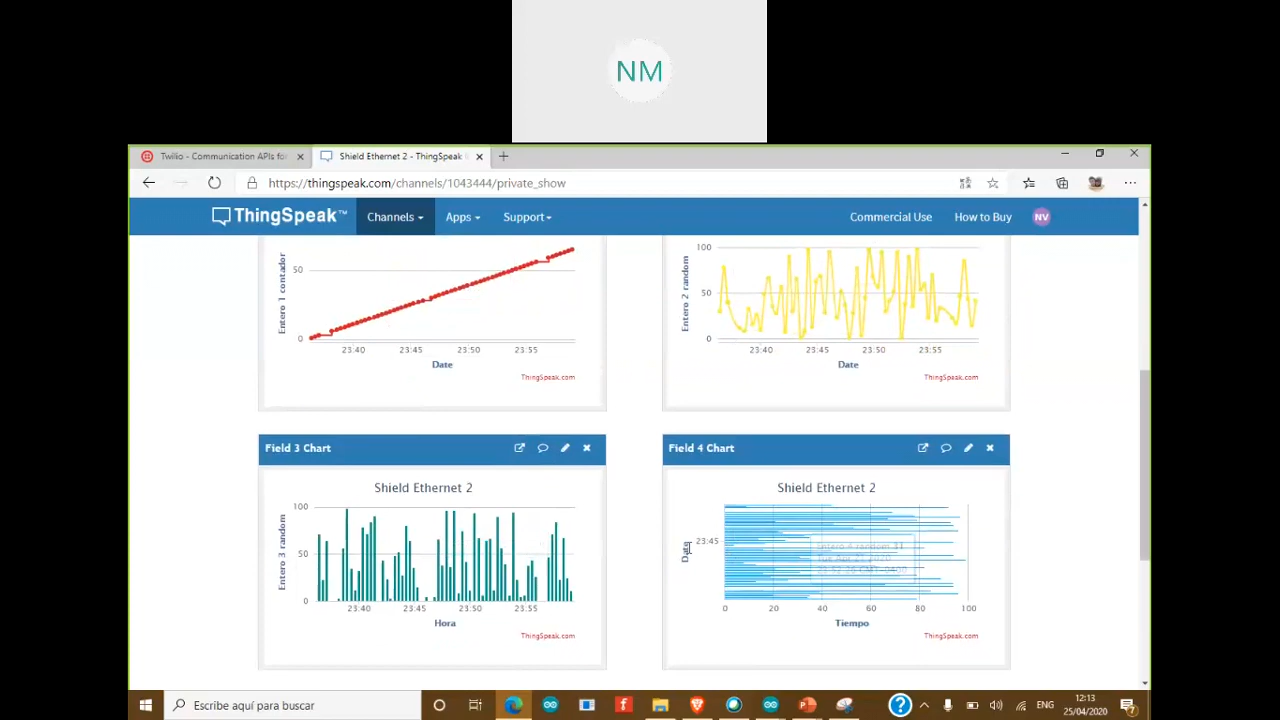 NM
Twilio - Communication APIs for
Shield Ethernet 2 - ThingSpeak
https://thingspeak.com/channels/1043444/private_show
ThingSpeak™
Channels
Apps
Support
Commercial Use
How to Buy
NV
Entero 1 contador
50
0
23:40
23:45
23:50
23:55
Date
ThingSpeak.com
Entero 2 random
100
50
0
23:40
23:45
23:50
23:55
Date
ThingSpeak.com
Field 3 Chart
Shield Ethernet 2
Entero 3 random
100
50
0
23:40
23:45
23:50
23:55
Hora
ThingSpeak.com
Field 4 Chart
Shield Ethernet 2
Date
23:45
0
20
40
60
80
100
Tiempo
ThingSpeak.com
Escribe aquí para buscar
ENG
12:13
25/04/2020